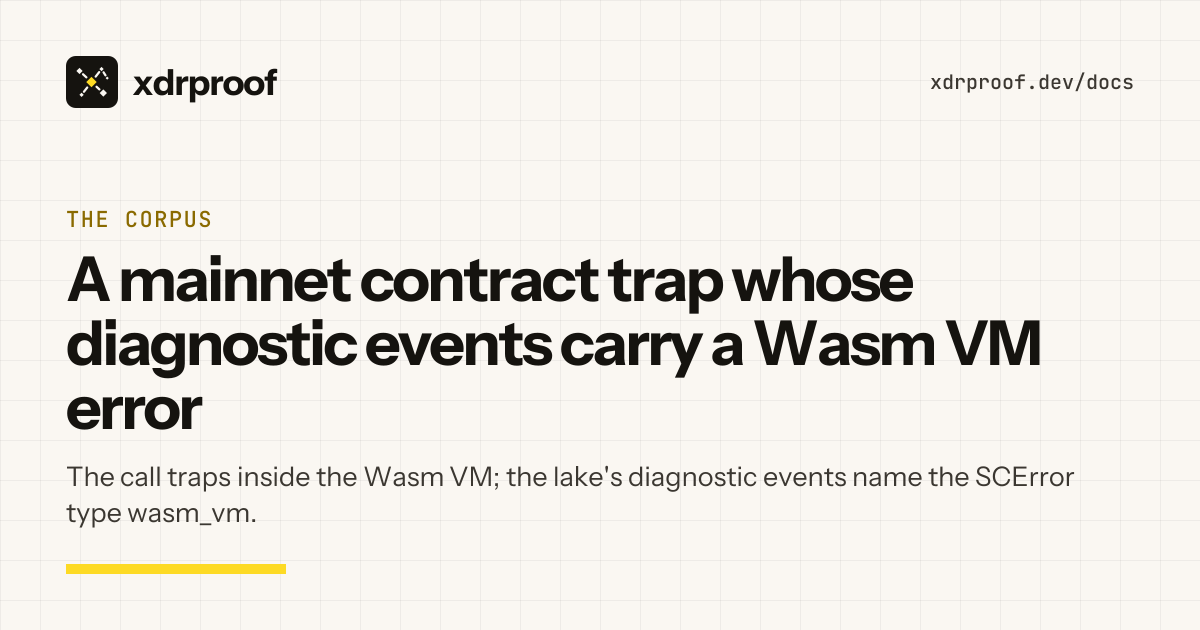 xdrproof
xdrproof.dev/docs
THE CORPUS
A mainnet contract trap whose
diagnostic events carry a Wasm VM
error
The call traps inside the Wasm VM; the lake's diagnostic events name the SCError
type wasm_vm.